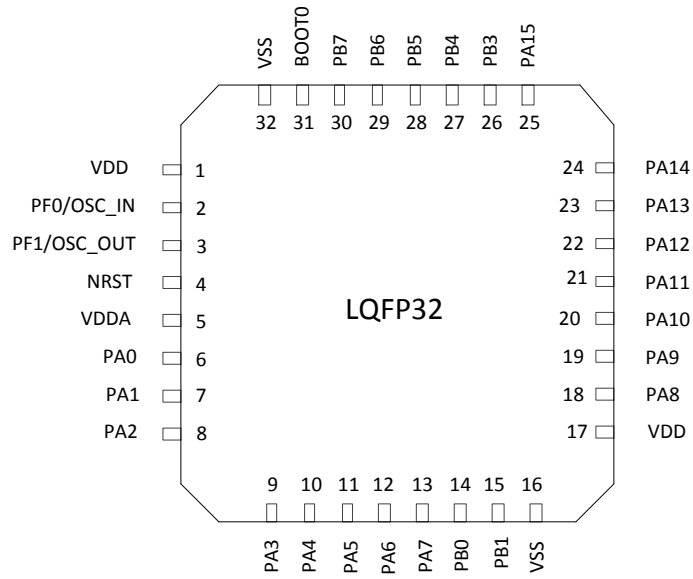 VSS
BOOT0
PB7
PB6
PB5
PB4
PB3
PA15
32 31 30 29 28 27 26 25
VDD 1
PF0/OSC_IN 2
PF1/OSC_OUT 3
NRST 4
VDDA 5
PA0 6
PA1 7
PA2 8
24 PA14
23 PA13
22 PA12
21 PA11
20 PA10
19 PA9
18 PA8
17 VDD
LQFP32
9 10 11 12 13 14 15 16
PA3
PA4
PA5
PA6
PA7
PB0
PB1
VSS